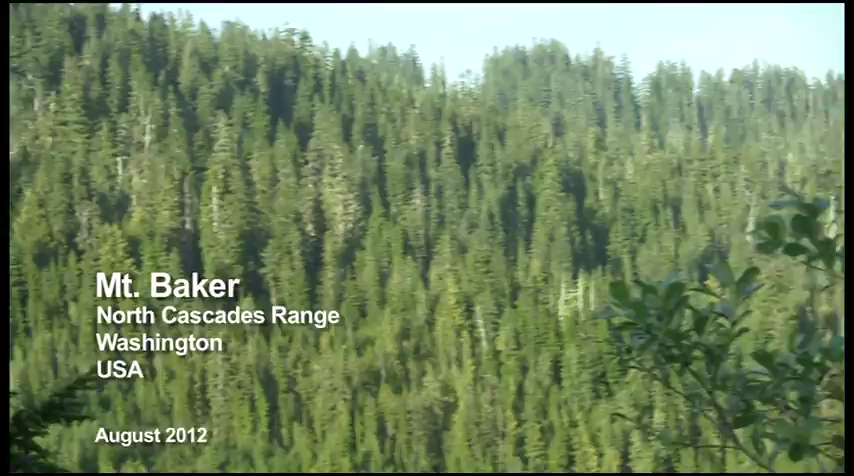 Mt. Baker
North Cascades Range
Washington
USA
August 2012